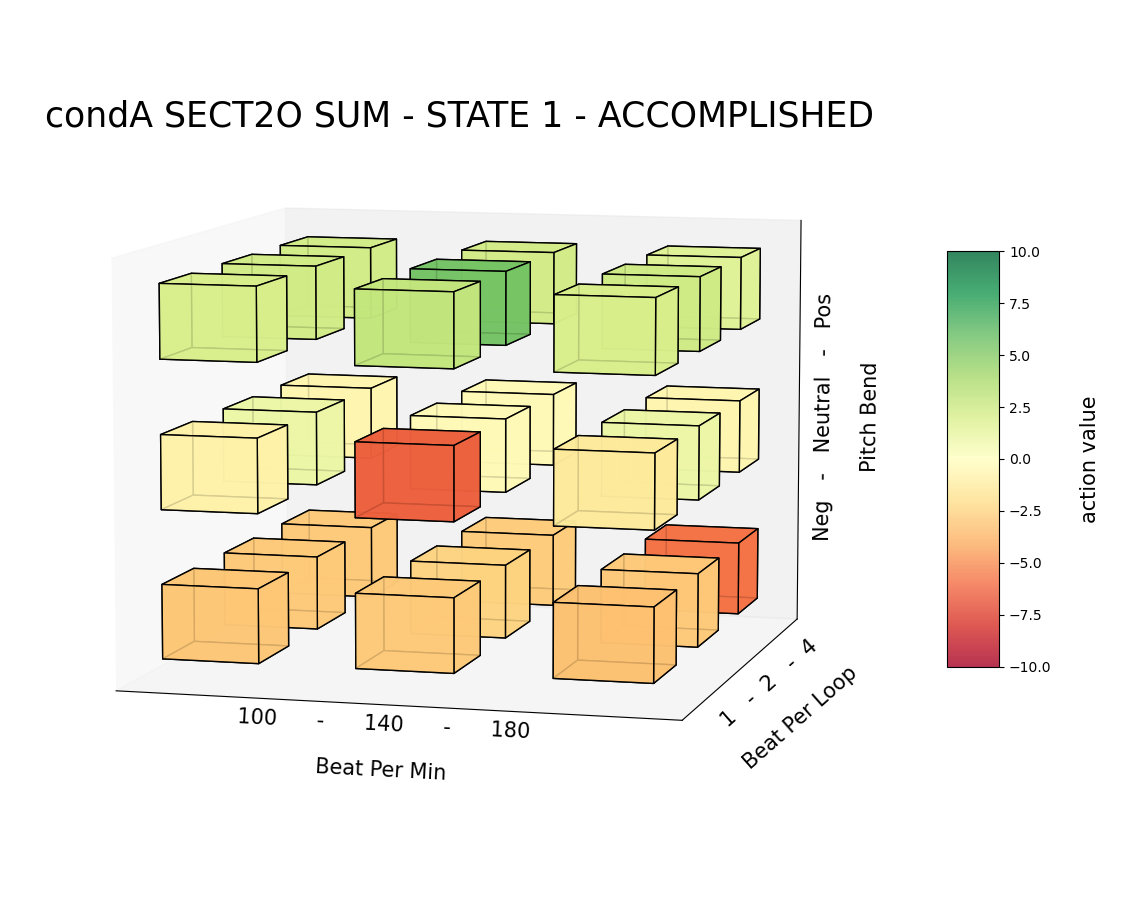 condA SECT2O SUM - STATE 1 - ACCOMPLISHED
Neg - Neutral - Pos
Pitch Bend
100 - 140 - 180
Beat Per Min
1 - 2 - 4
Beat Per Loop
10.0
7.5
5.0
2.5
0.0
−2.5
−5.0
−7.5
−10.0
action value